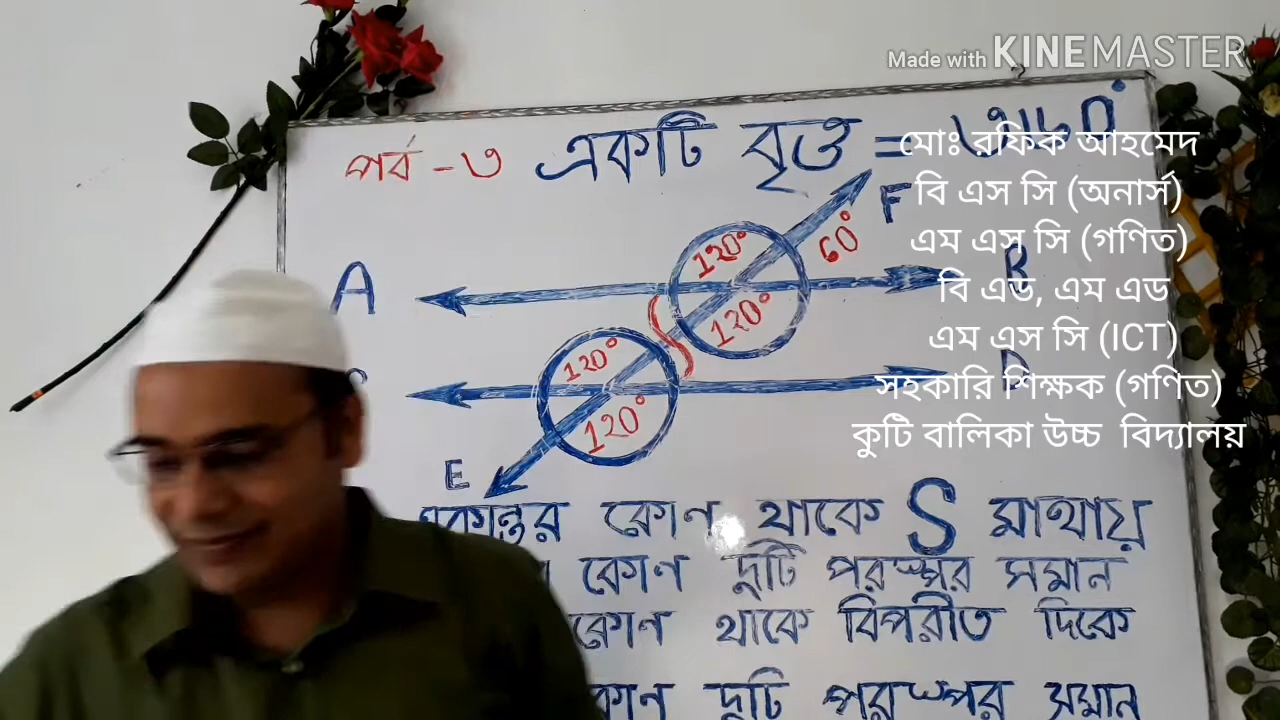 Made with KINEMASTER
পর্ব - ৩ একটি বৃত্ত = ৩৬০°
মোঃ রফিক আহমেদ
বি এস সি (অনার্স)
এম এস সি (গণিত)
বি এড, এম এড
এম এস সি (ICT)
সহকারি শিক্ষক (গণিত)
কুটি বালিকা উচ্চ বিদ্যালয়
F
120° 60°
A B
120°
120° D
120°
E
একান্তর কোণ থাকে S মাথায়
কোণ দুটি পরস্পর সমান
কোণ থাকে বিপরীত দিকে
কোণ দুটি পরস্পর সমান